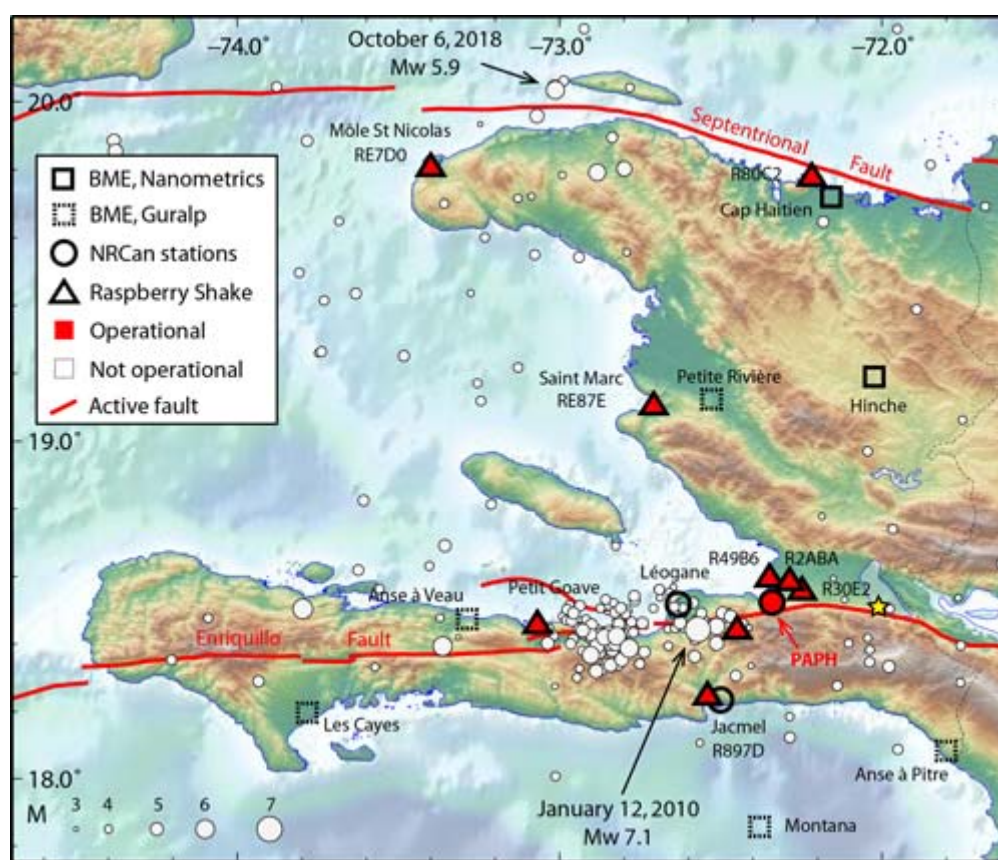 October 6, 2018
Mw 5.9
–74.0°
–73.0°
–72.0°
20.0
Môle St Nicolas
RE7D0
Septentrional
Fault
R80C2
Cap Haitien
BME, Nanometrics
BME, Guralp
NRCan stations
Raspberry Shake
Operational
Not operational
Active fault
Saint Marc
RE87E
Petite Rivière
Hinche
19.0
R49B6
R2ABA
R30E2
Léogane
Petit Goave
Anse à Veau
Enriquillo
Fault
PAPH
Les Cayes
Jacmel
R897D
Anse à Pitre
18.0
January 12, 2010
Mw 7.1
Montana
M
3 4 5 6 7